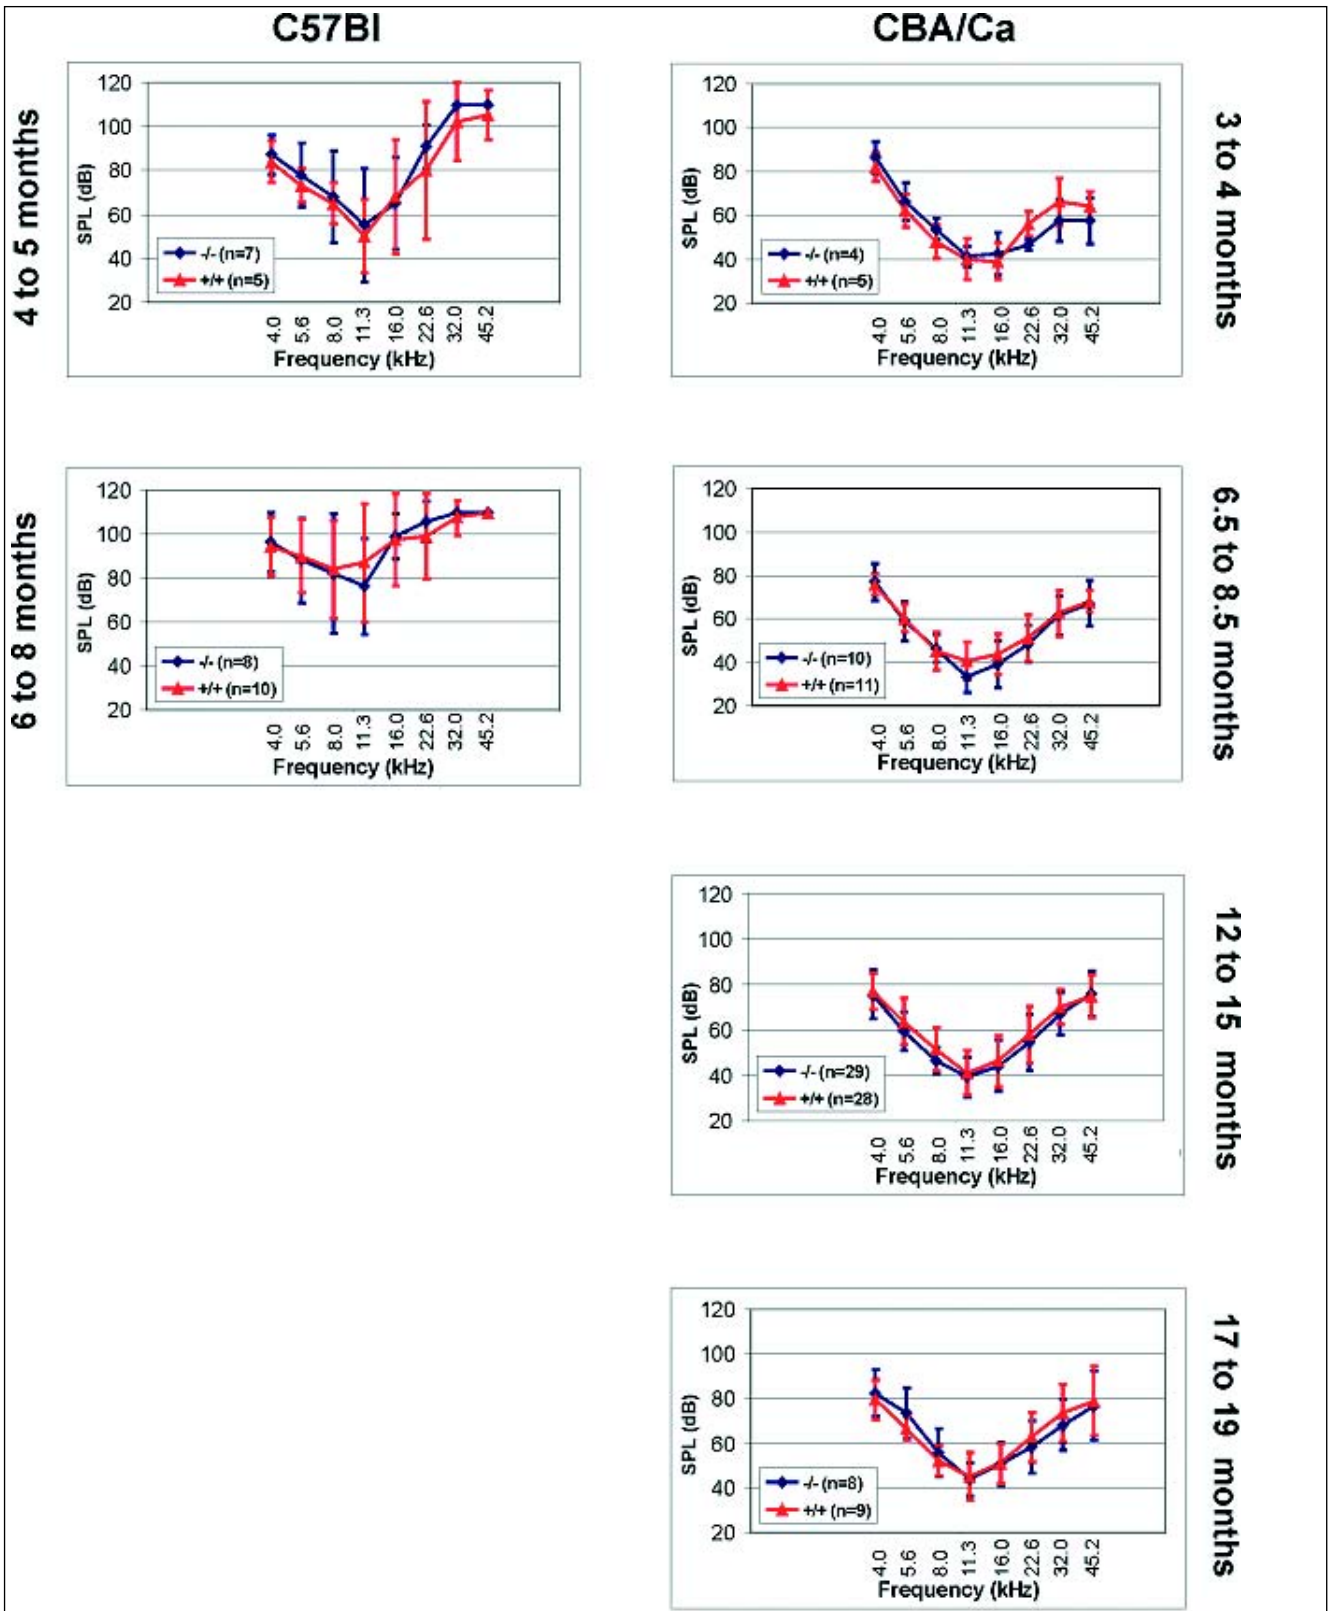 C57Bl
CBA/Ca
4 to 5 months
120
100
80
60
40
20
SPL (dB)
-/- (n=7)
+/+ (n=5)
4.0
5.6
8.0
11.3
16.0
22.6
32.0
45.2
Frequency (kHz)
120
100
80
60
40
20
SPL (dB)
-/- (n=4)
+/+ (n=5)
4.0
5.6
8.0
11.3
16.0
22.6
32.0
45.2
Frequency (kHz)
3 to 4 months
6 to 8 months
120
100
80
60
40
20
SPL (dB)
-/- (n=8)
+/+ (n=10)
4.0
5.6
8.0
11.3
16.0
22.6
32.0
45.2
Frequency (kHz)
120
100
80
60
40
20
SPL (dB)
-/- (n=10)
+/+ (n=11)
4.0
5.6
8.0
11.3
16.0
22.6
32.0
45.2
Frequency (kHz)
6.5 to 8.5 months
120
100
80
60
40
20
SPL (dB)
-/- (n=29)
+/+ (n=28)
4.0
5.6
8.0
11.3
16.0
22.6
32.0
45.2
Frequency (kHz)
12 to 15 months
120
100
80
60
40
20
SPL (dB)
-/- (n=8)
+/+ (n=9)
4.0
5.6
8.0
11.3
16.0
22.6
32.0
45.2
Frequency (kHz)
17 to 19 months